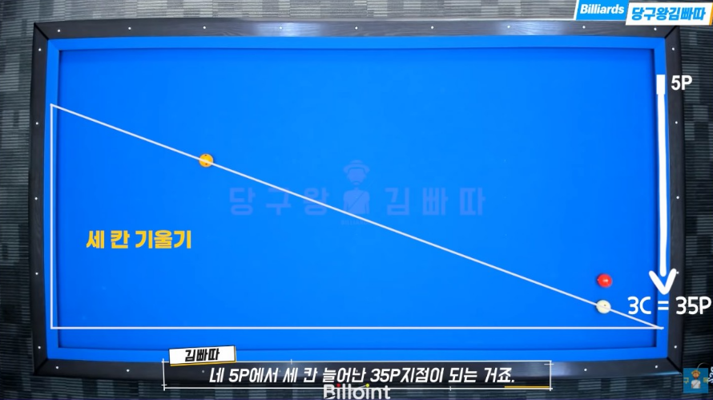 Billiards 당구왕김빠따
5P
당구왕 김빠따
세 칸 기울기
3C = 35P
김빠따
네 5P에서 세 칸 늘어난 35P지점이 되는 거죠.
Billoint